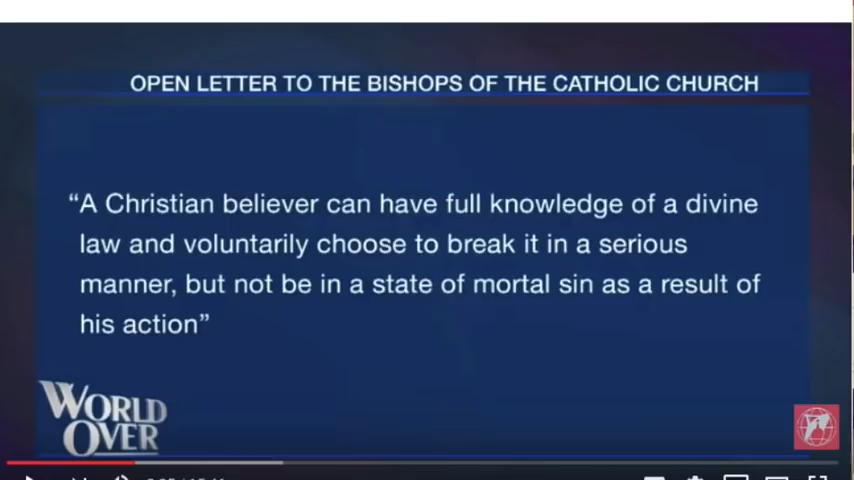 OPEN LETTER TO THE BISHOPS OF THE CATHOLIC CHURCH
“A Christian believer can have full knowledge of a divine
law and voluntarily choose to break it in a serious
manner, but not be in a state of mortal sin as a result of
his action”
WORLD
OVER